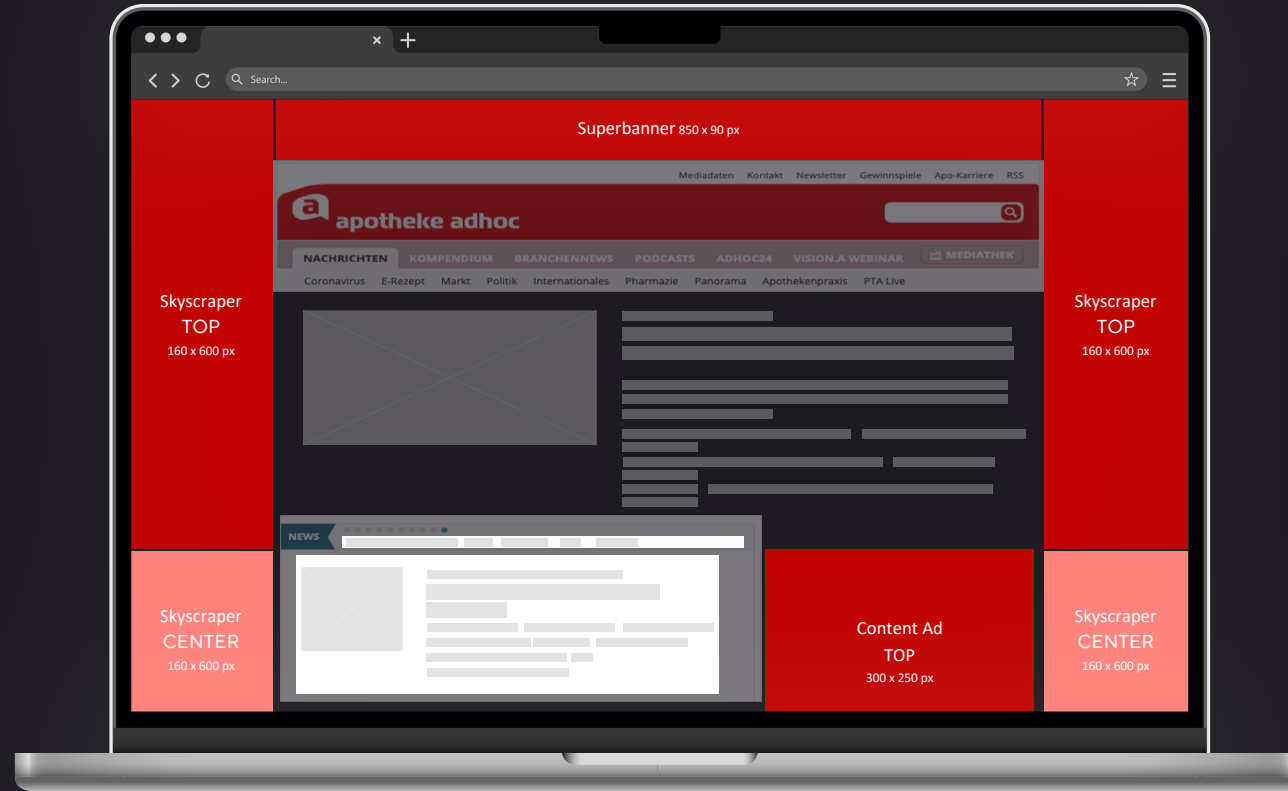 Search...
Superbanner 850 x 90 px
Mediadaten Kontakt Newsletter Gewinnspiele Apo-Karriere RSS
a apotheke adhoc
NACHRICHTEN KOMPENDIUM BRANCHENNEWS PODCASTS ADHOC24 VISION.A WEBINAR MEDIATHEK
Coronavirus E-Rezept Markt Politik Internationales Pharmazie Panorama Apothekenpraxis PTA Live
Skyscraper
TOP
160 x 600 px
Skyscraper
TOP
160 x 600 px
NEWS
Skyscraper
CENTER
160 x 600 px
Content Ad
TOP
300 x 250 px
Skyscraper
CENTER
160 x 600 px